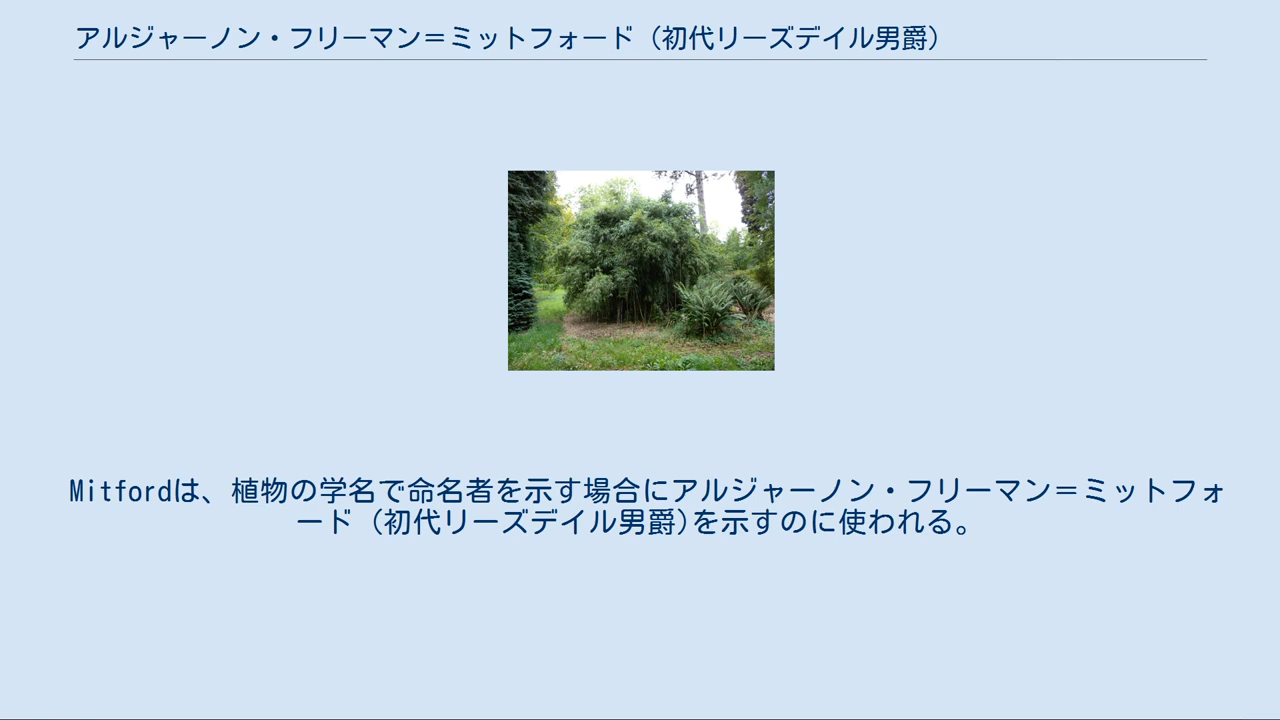 アルジャーノン・フリーマン＝ミットフォード（初代リーズデイル男爵）
Mitfordは、植物の学名で命名者を示す場合にアルジャーノン・フリーマン＝ミットフォ
ード（初代リーズデイル男爵)を示すのに使われる。